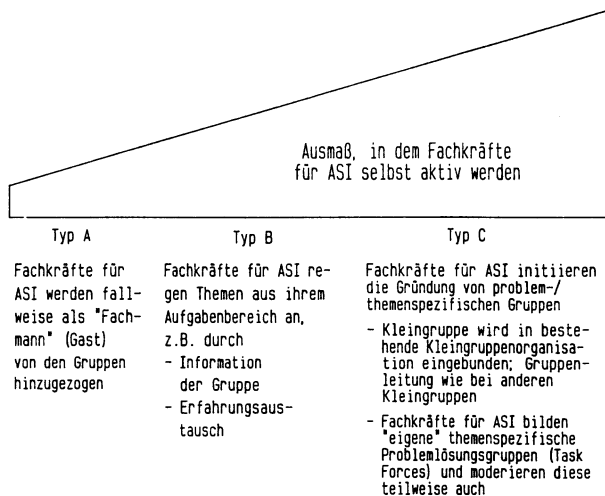 Ausmaß, in dem Fachkräfte
für ASI selbst aktiv werden
Typ A
Fachkräfte für
ASI werden fall-
weise als "Fach-
mann" (Gast)
von den Gruppen
hinzugezogen
Typ B
Fachkräfte für ASI re-
gen Themen aus ihrem
Aufgabenbereich an,
z.B. durch
- Information
der Gruppe
- Erfahrungsaus-
tausch
Typ C
Fachkräfte für ASI initiieren
die Gründung von problem-/
themenspezifischen Gruppen
- Kleingruppe wird in beste-
hende Kleingruppenorganisa-
tion eingebunden; Gruppen-
leitung wie bei anderen
Kleingruppen
- Fachkräfte für ASI bilden
"eigene" themenspezifische
Problemlösungsgruppen (Task
Forces) und moderieren diese
teilweise auch